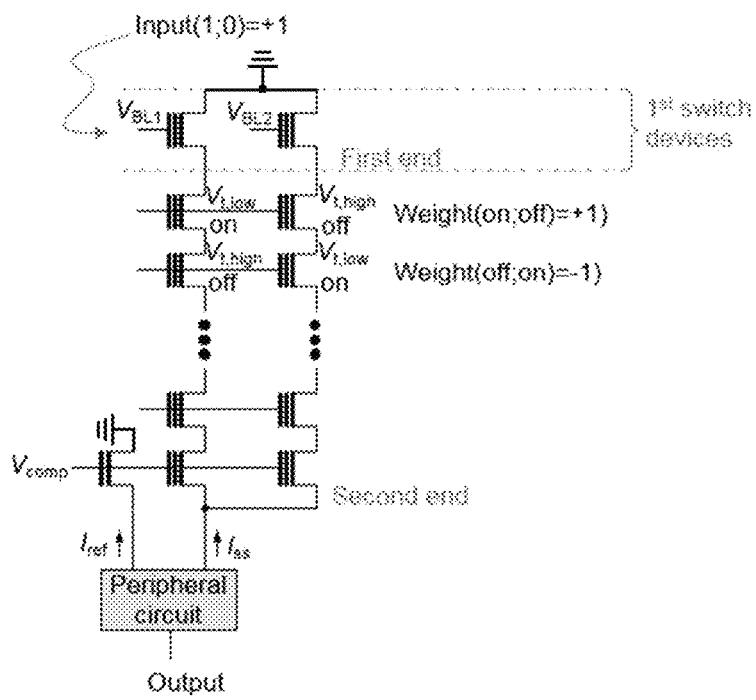 Input(1;0)=+1
V_BL1
V_BL2
1st switch devices
First end
V_t,low
V_t,high
on
off
Weight(on;off)=+1)
V_t,high
V_t,low
off
on
Weight(off;on)=-1)
V_comp
Second end
I_ref
I_ss
Peripheral circuit
Output